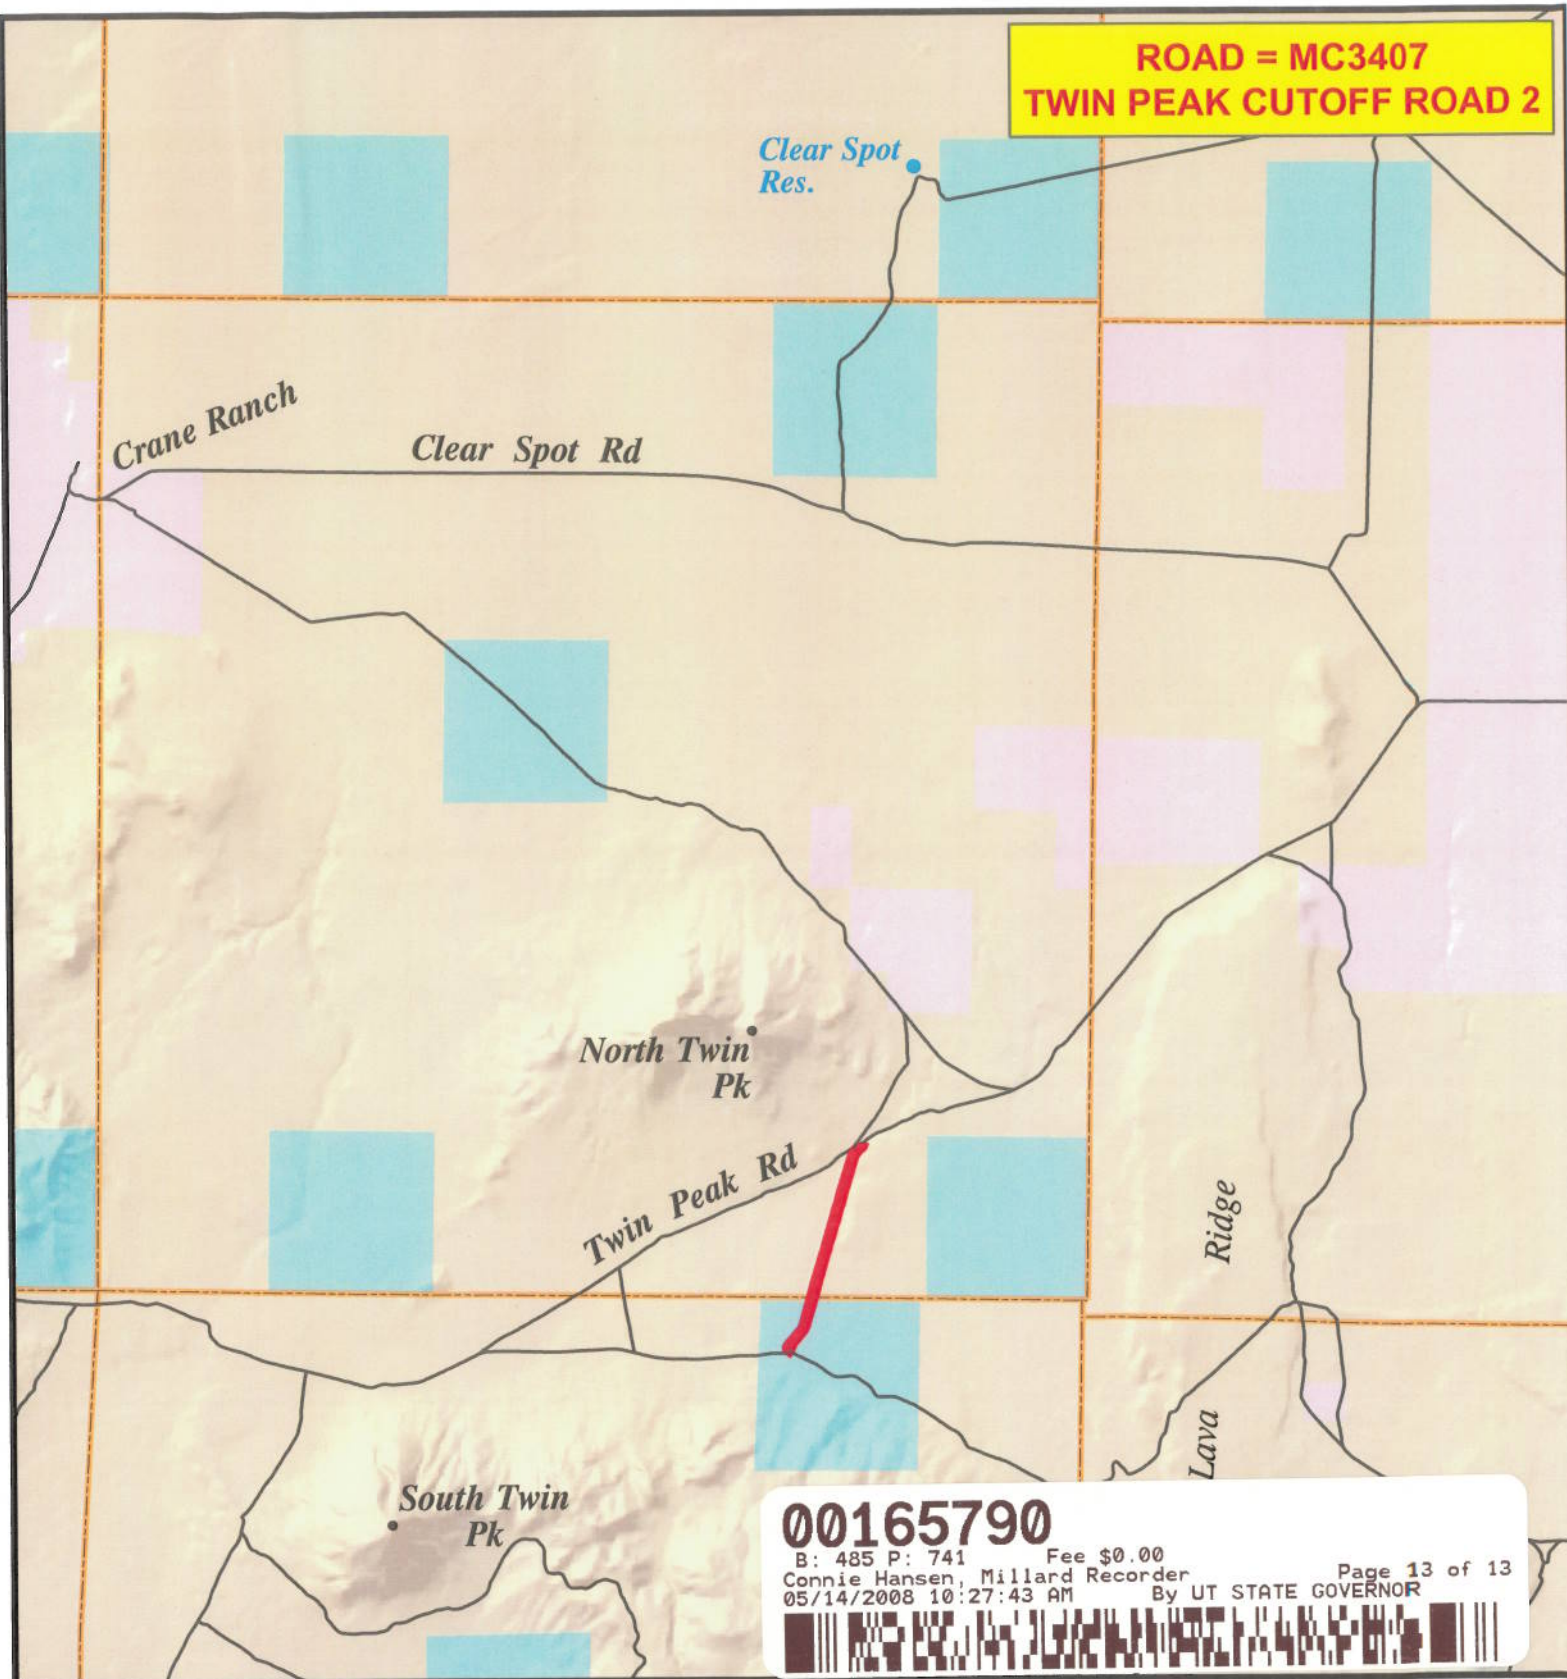 ROAD = MC3407
TWIN PEAK CUTOFF ROAD 2
Clear Spot
Res.
Crane Ranch
Clear Spot Rd
North Twin
Pk
Twin Peak Rd
Ridge
Lava
South Twin
Pk
00165790
B: 485 P: 741 Fee $0.00
Connie Hansen, Millard Recorder Page 13 of 13
05/14/2008 10:27:43 AM By UT STATE GOVERNOR